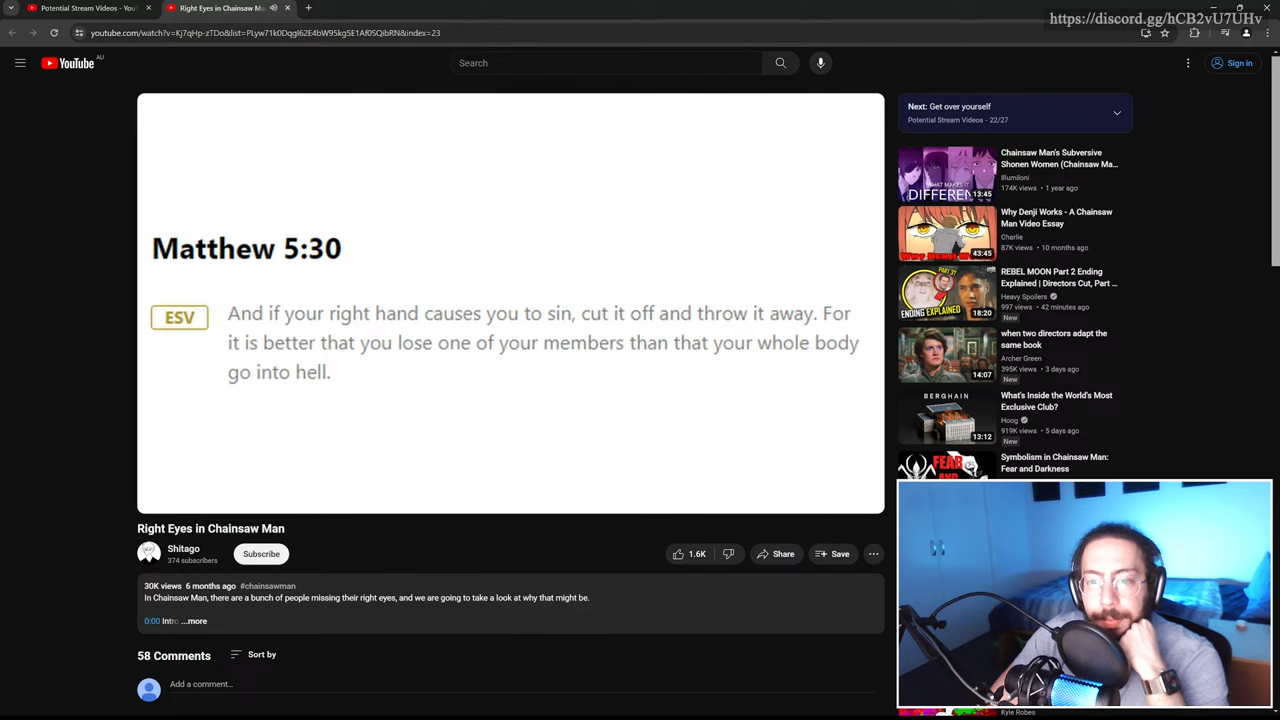 Potential Stream Videos - YouT
Right Eyes in Chainsaw Man
https://discord.gg/hCB2vU7UHv
youtube.com/watch?v=Kj7qHp-zTDo&list=PLyw71k0DqgI62E4bW95kg5E1Af0SQibRN&index=23
YouTube AU
Search
Sign in
Matthew 5:30
ESV
And if your right hand causes you to sin, cut it off and throw it away. For
it is better that you lose one of your members than that your whole body
go into hell.
Right Eyes in Chainsaw Man
Shitago
374 subscribers
Subscribe
1.6K
Share
Save
30K views 6 months ago #chainsawman
In Chainsaw Man, there are a bunch of people missing their right eyes, and we are going to take a look at why that might be.
0:00 Intro ...more
58 Comments
Sort by
Add a comment...
Next: Get over yourself
Potential Stream Videos - 22/27
WHAT MAKES IT
DIFFEREN
13:45
Chainsaw Man's Subversive
Shonen Women (Chainsaw Ma...
Illumiloni
174K views • 1 year ago
43:45
Why Denji Works - A Chainsaw
Man Video Essay
Charlie
87K views • 10 months ago
PART 3?
ENDING
EXPLAINED
18:20
REBEL MOON Part 2 Ending
Explained | Directors Cut, Part ...
Heavy Spoilers
997 views • 42 minutes ago
New
14:07
when two directors adapt the
same book
Archer Green
395K views • 3 days ago
New
BERGHAIN
13:12
What's Inside the World's Most
Exclusive Club?
Hoog
919K views • 5 days ago
New
FEAR
AND
Symbolism in Chainsaw Man:
Fear and Darkness
Kyle Robes